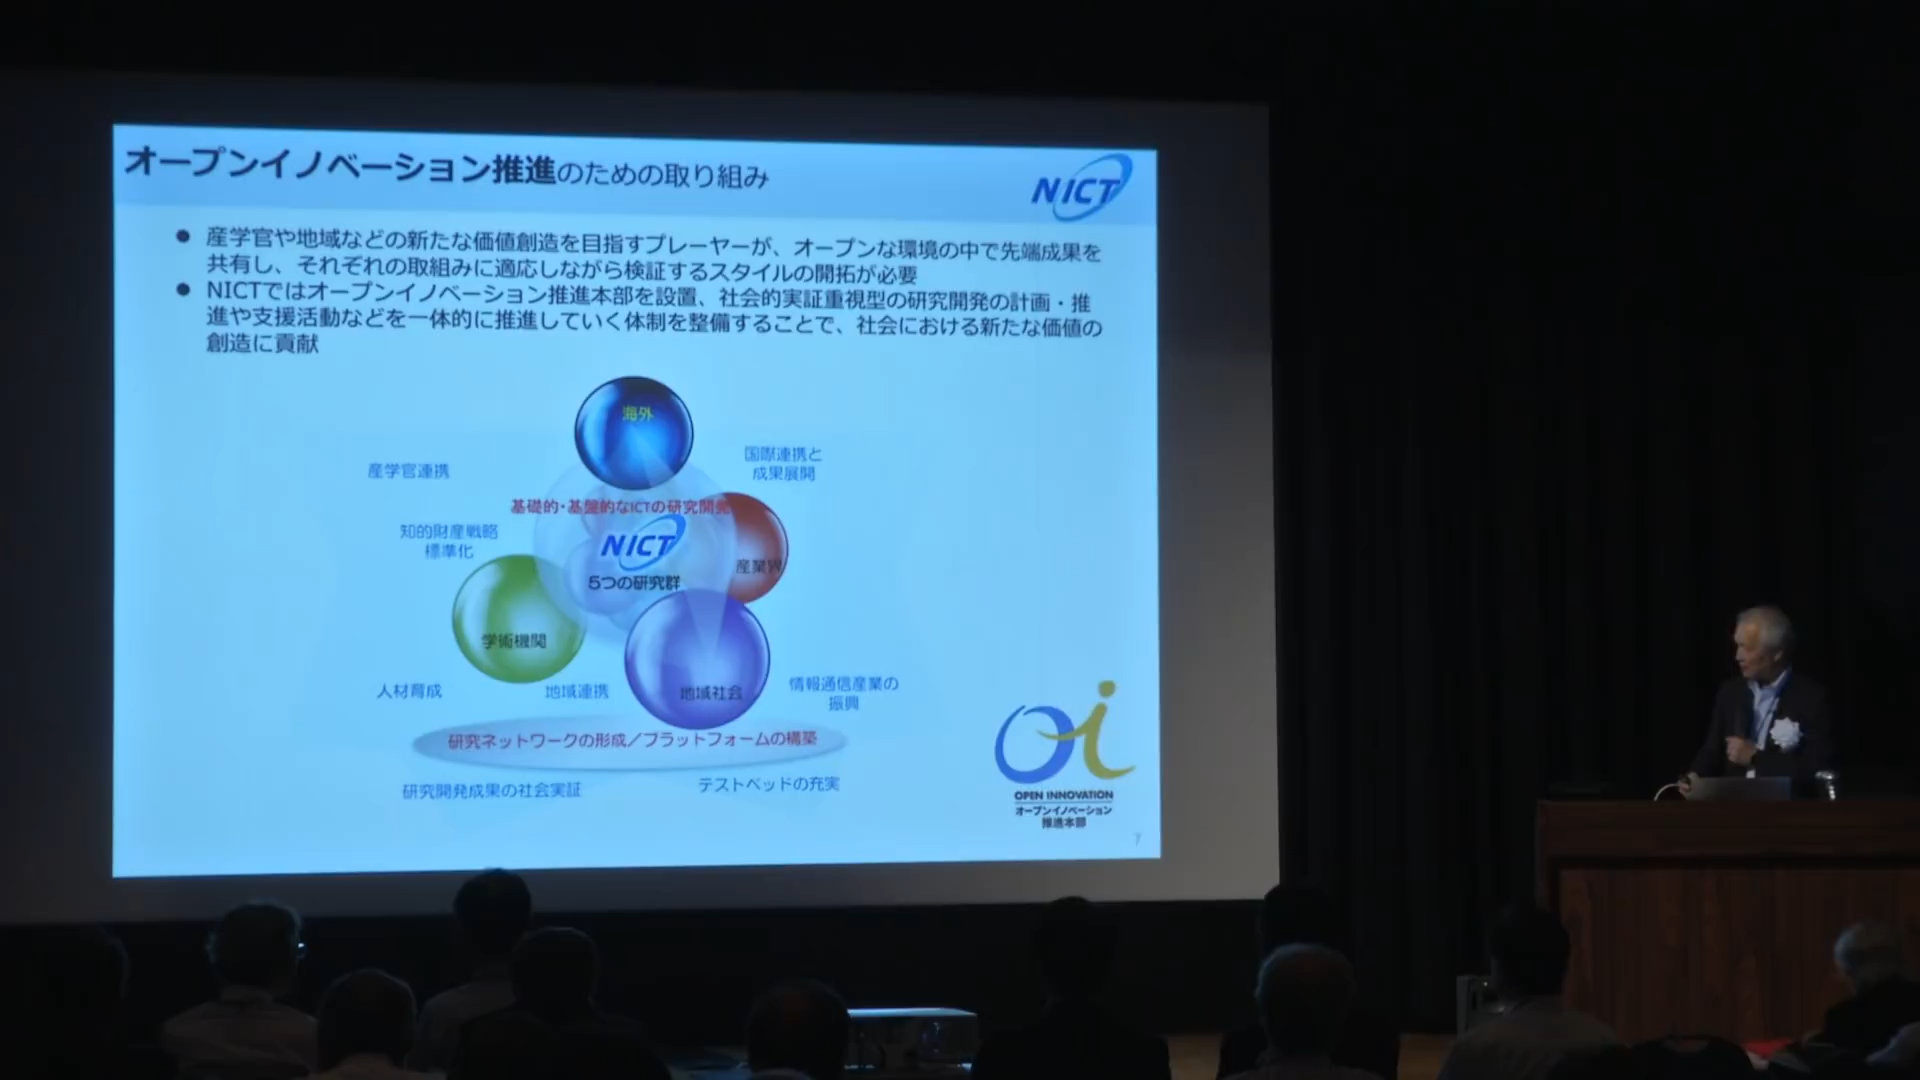 オープンイノベーション推進のための取り組み
NICT
● 産学官や地域などの新たな価値創造を目指すプレーヤーが、オープンな環境の中で先端成果を
共有し、それぞれの取組みに適応しながら検証するスタイルの開拓が必要
● NICTではオープンイノベーション推進本部を設置、社会的実証重視型の研究開発の計画・推
進や支援活動などを一体的に推進していく体制を整備することで、社会における新たな価値の
創造に貢献
海外
産学官連携
国際連携と
成果展開
基礎的・基盤的なICTの研究開発
知的財産戦略
標準化
NICT
5つの研究群
産業界
学術機関
人材育成
地域連携
地域社会
情報通信産業の
振興
研究ネットワークの形成／プラットフォームの構築
研究開発成果の社会実証
テストベッドの充実
oi
OPEN INNOVATION
オープンイノベーション
推進本部
7